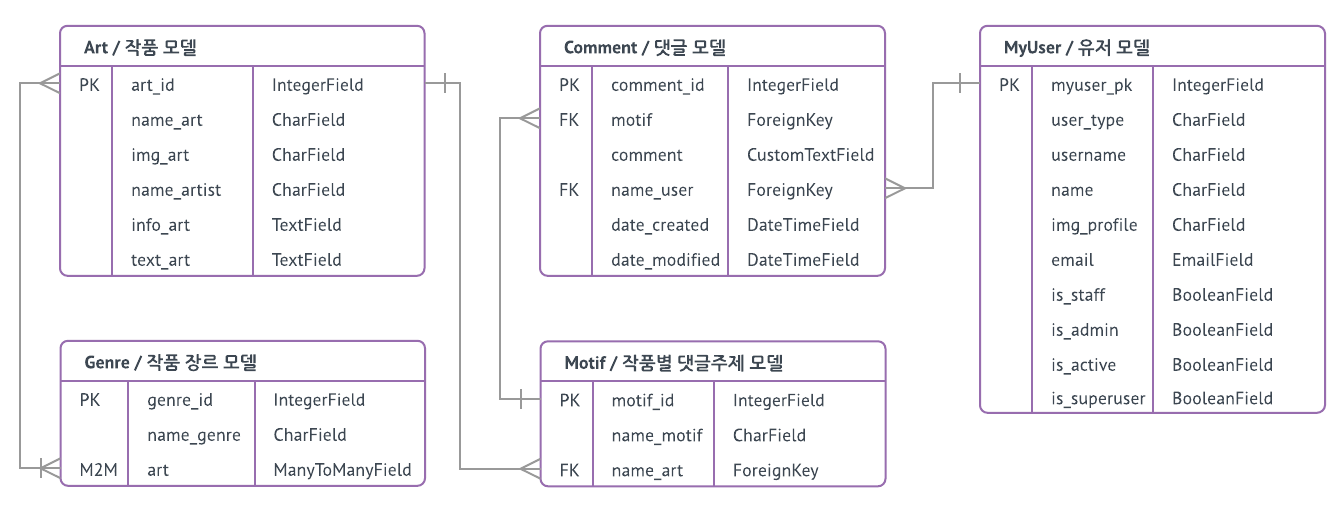 Art / 작품 모델
PK art_id IntegerField
name_art CharField
img_art CharField
name_artist CharField
info_art TextField
text_art TextField
Comment / 댓글 모델
PK comment_id IntegerField
FK motif ForeignKey
comment CustomTextField
FK name_user ForeignKey
date_created DateTimeField
date_modified DateTimeField
MyUser / 유저 모델
PK myuser_pk IntegerField
user_type CharField
username CharField
name CharField
img_profile CharField
email EmailField
is_staff BooleanField
is_admin BooleanField
is_active BooleanField
is_superuser BooleanField
Genre / 작품 장르 모델
PK genre_id IntegerField
name_genre CharField
M2M art ManyToManyField
Motif / 작품별 댓글주제 모델
PK motif_id IntegerField
name_motif CharField
FK name_art ForeignKey